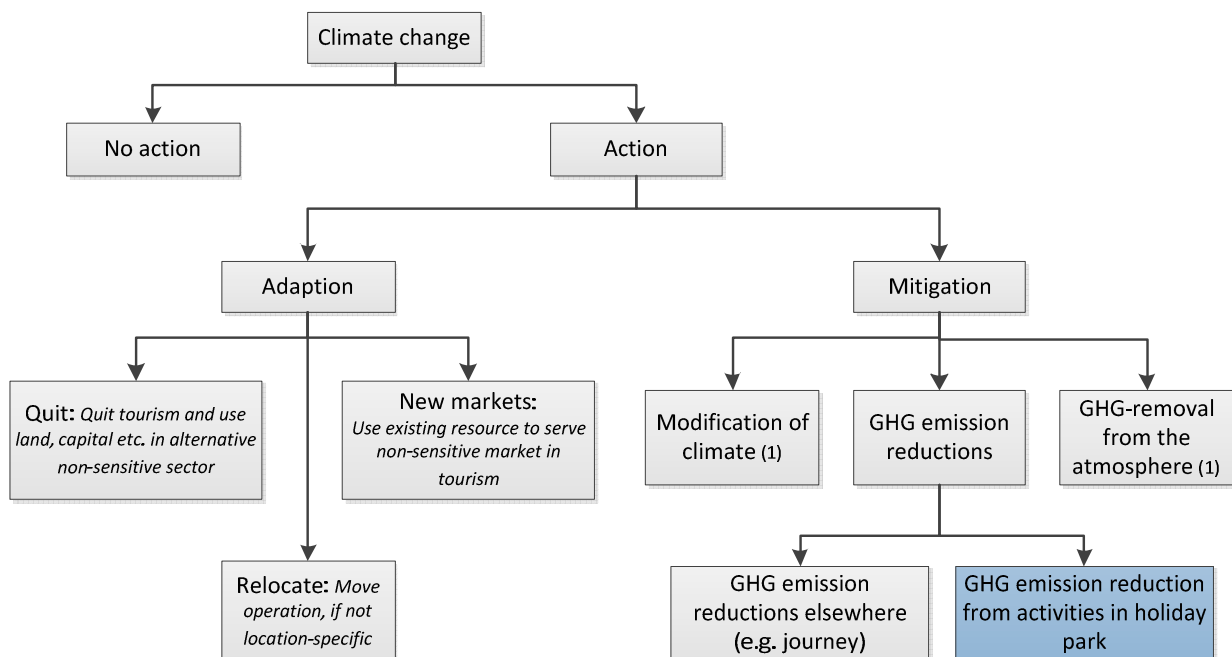 Climate change
No action
Action
Adaption
Mitigation
Quit: Quit tourism and use
land, capital etc. in alternative
non-sensitive sector
New markets:
Use existing resource to serve
non-sensitive market in
tourism
Modification of
climate (1)
GHG emission
reductions
GHG-removal
from the
atmosphere (1)
Relocate: Move
operation, if not
location-specific
GHG emission
reductions elsewhere
(e.g. journey)
GHG emission reduction
from activities in holiday
park